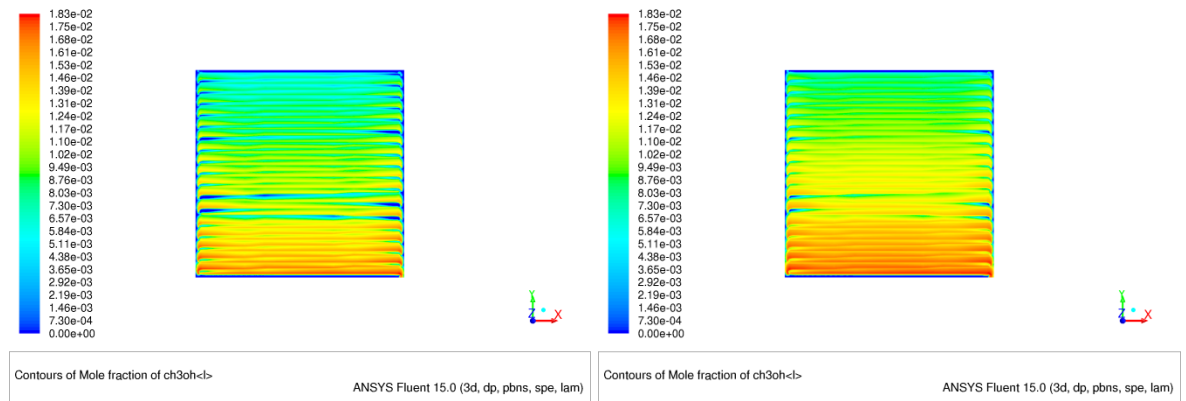 1.83e-02
1.75e-02
1.68e-02
1.61e-02
1.53e-02
1.46e-02
1.39e-02
1.31e-02
1.24e-02
1.17e-02
1.10e-02
1.02e-02
9.49e-03
8.76e-03
8.03e-03
7.30e-03
6.57e-03
5.84e-03
5.11e-03
4.38e-03
3.65e-03
2.92e-03
2.19e-03
1.46e-03
7.30e-04
0.00e+00
Y
Z
X
Contours of Mole fraction of ch3oh<l>
ANSYS Fluent 15.0 (3d, dp, pbns, spe, lam)
1.83e-02
1.75e-02
1.68e-02
1.61e-02
1.53e-02
1.46e-02
1.39e-02
1.31e-02
1.24e-02
1.17e-02
1.10e-02
1.02e-02
9.49e-03
8.76e-03
8.03e-03
7.30e-03
6.57e-03
5.84e-03
5.11e-03
4.38e-03
3.65e-03
2.92e-03
2.19e-03
1.46e-03
7.30e-04
0.00e+00
Y
Z
X
Contours of Mole fraction of ch3oh<l>
ANSYS Fluent 15.0 (3d, dp, pbns, spe, lam)